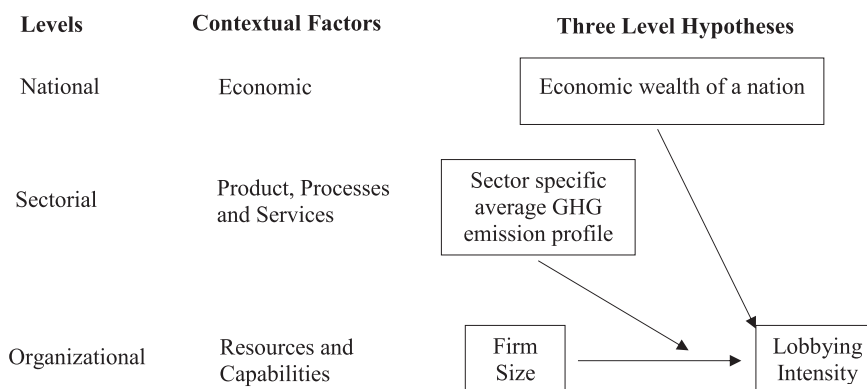 Levels
Contextual Factors
Three Level Hypotheses
National
Economic
Economic wealth of a nation
Sectorial
Product, Processes
and Services
Sector specific
average GHG
emission profile
Organizational
Resources and
Capabilities
Firm
Size
Lobbying
Intensity